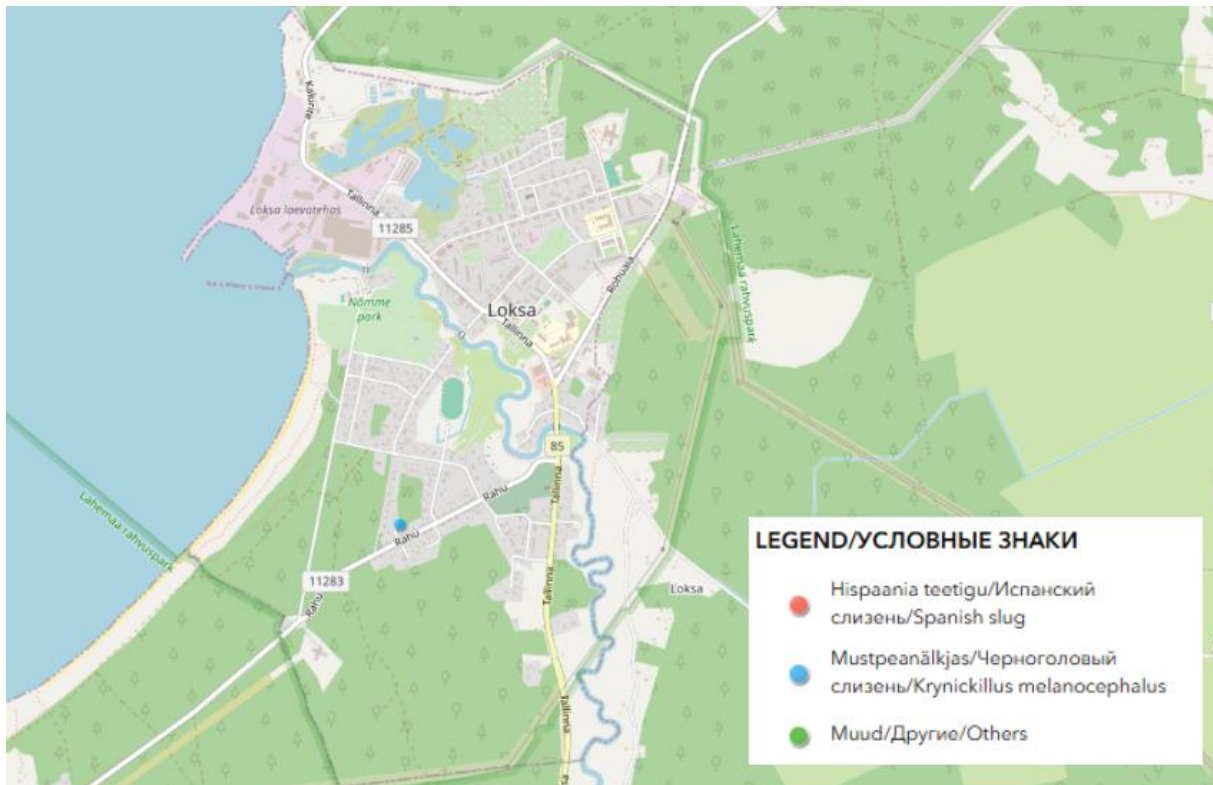 Kalurite
Tallinna
Loksa laevatehas
11285
Nõmme
park
Loksa
Tallinna
Rohuaia
Lahemaa rahvuspark
85
Rahu
Tallinna
Lahemaa rahvuspark
Rahu
11283
Rahu
Tallinna
Loksa
Tallinna
LEGEND/УСЛОВНЫЕ ЗНАКИ
Hispaania teetigu/Испанский
слизень/Spanish slug
Mustpeanälkjas/Черноголовый
слизень/Krynickillus melanocephalus
Muud/Другие/Others